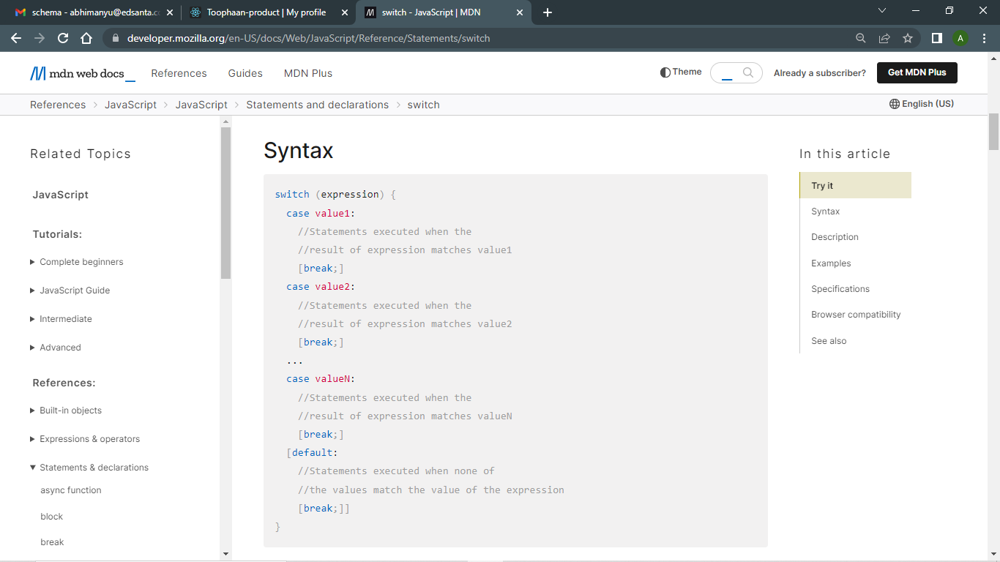 schema - abhimanyu@edsanta.c
Toophaan-product | My profile
switch - JavaScript | MDN
developer.mozilla.org/en-US/docs/Web/JavaScript/Reference/Statements/switch
A
mdn web docs_
References
Guides
MDN Plus
Theme
Already a subscriber?
Get MDN Plus
References
JavaScript
JavaScript
Statements and declarations
switch
English (US)
Related Topics
JavaScript
Tutorials:
Complete beginners
JavaScript Guide
Intermediate
Advanced
References:
Built-in objects
Expressions & operators
Statements & declarations
async function
block
break
Syntax
switch (expression) {
case value1:
//Statements executed when the
//result of expression matches value1
[break;]
case value2:
//Statements executed when the
//result of expression matches value2
[break;]
...
case valueN:
//Statements executed when the
//result of expression matches valueN
[break;]
[default:
//Statements executed when none of
//the values match the value of the expression
[break;]]
}
In this article
Try it
Syntax
Description
Examples
Specifications
Browser compatibility
See also